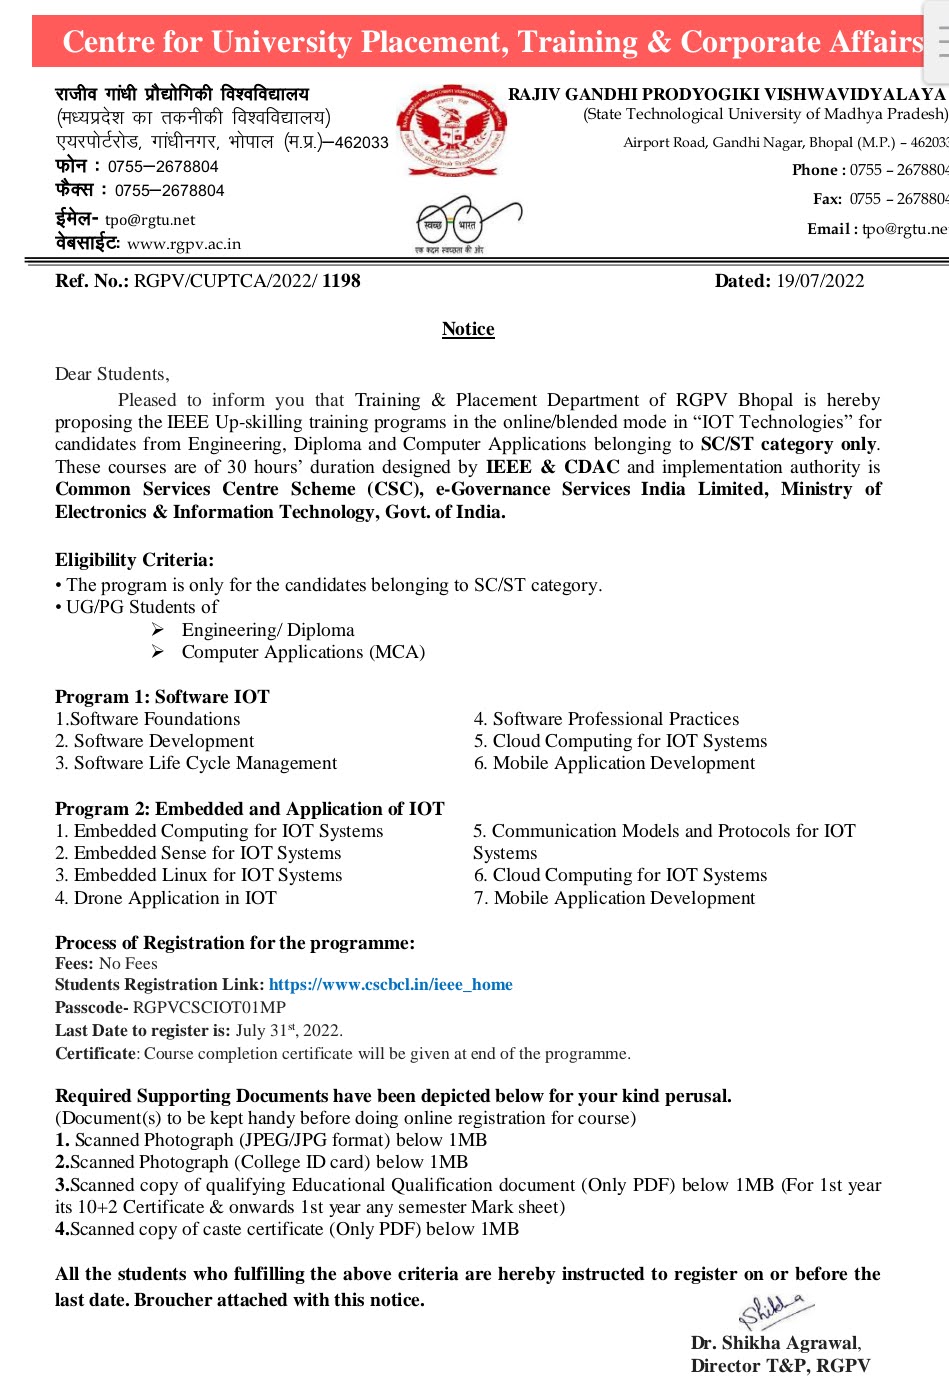 Centre for University Placement, Training & Corporate Affairs
राजीव गांधी प्रौद्योगिकी विश्वविद्यालय
(मध्यप्रदेश का तकनीकी विश्वविद्यालय)
एयरपोर्टरोड, गांधीनगर, भोपाल (म.प्र.)–462033
फोन : 0755–2678804
फैक्स : 0755–2678804
ईमेल- tpo@rgtu.net
वेबसाईटः www.rgpv.ac.in
स्वच्छ भारत
एक कदम स्वच्छता की ओर
RAJIV GANDHI PRODYOGIKI VISHWAVIDYALAYA
(State Technological University of Madhya Pradesh)
Airport Road, Gandhi Nagar, Bhopal (M.P.) – 462033
Phone : 0755 – 2678804
Fax: 0755 – 2678804
Email : tpo@rgtu.ne
Ref. No.: RGPV/CUPTCA/2022/ 1198
Dated: 19/07/2022
Notice
Dear Students,
Pleased to inform you that Training & Placement Department of RGPV Bhopal is hereby
proposing the IEEE Up-skilling training programs in the online/blended mode in “IOT Technologies” for
candidates from Engineering, Diploma and Computer Applications belonging to SC/ST category only.
These courses are of 30 hours’ duration designed by IEEE & CDAC and implementation authority is
Common Services Centre Scheme (CSC), e-Governance Services India Limited, Ministry of
Electronics & Information Technology, Govt. of India.
Eligibility Criteria:
• The program is only for the candidates belonging to SC/ST category.
• UG/PG Students of
➢ Engineering/ Diploma
➢ Computer Applications (MCA)
Program 1: Software IOT
1.Software Foundations
2. Software Development
3. Software Life Cycle Management
4. Software Professional Practices
5. Cloud Computing for IOT Systems
6. Mobile Application Development
Program 2: Embedded and Application of IOT
1. Embedded Computing for IOT Systems
2. Embedded Sense for IOT Systems
3. Embedded Linux for IOT Systems
4. Drone Application in IOT
5. Communication Models and Protocols for IOT
Systems
6. Cloud Computing for IOT Systems
7. Mobile Application Development
Process of Registration for the programme:
Fees: No Fees
Students Registration Link: https://www.cscbcl.in/ieee_home
Passcode- RGPVCSCIOT01MP
Last Date to register is: July 31st, 2022.
Certificate: Course completion certificate will be given at end of the programme.
Required Supporting Documents have been depicted below for your kind perusal.
(Document(s) to be kept handy before doing online registration for course)
1. Scanned Photograph (JPEG/JPG format) below 1MB
2.Scanned Photograph (College ID card) below 1MB
3.Scanned copy of qualifying Educational Qualification document (Only PDF) below 1MB (For 1st year
its 10+2 Certificate & onwards 1st year any semester Mark sheet)
4.Scanned copy of caste certificate (Only PDF) below 1MB
All the students who fulfilling the above criteria are hereby instructed to register on or before the
last date. Broucher attached with this notice.
Shikha
Dr. Shikha Agrawal,
Director T&P, RGPV